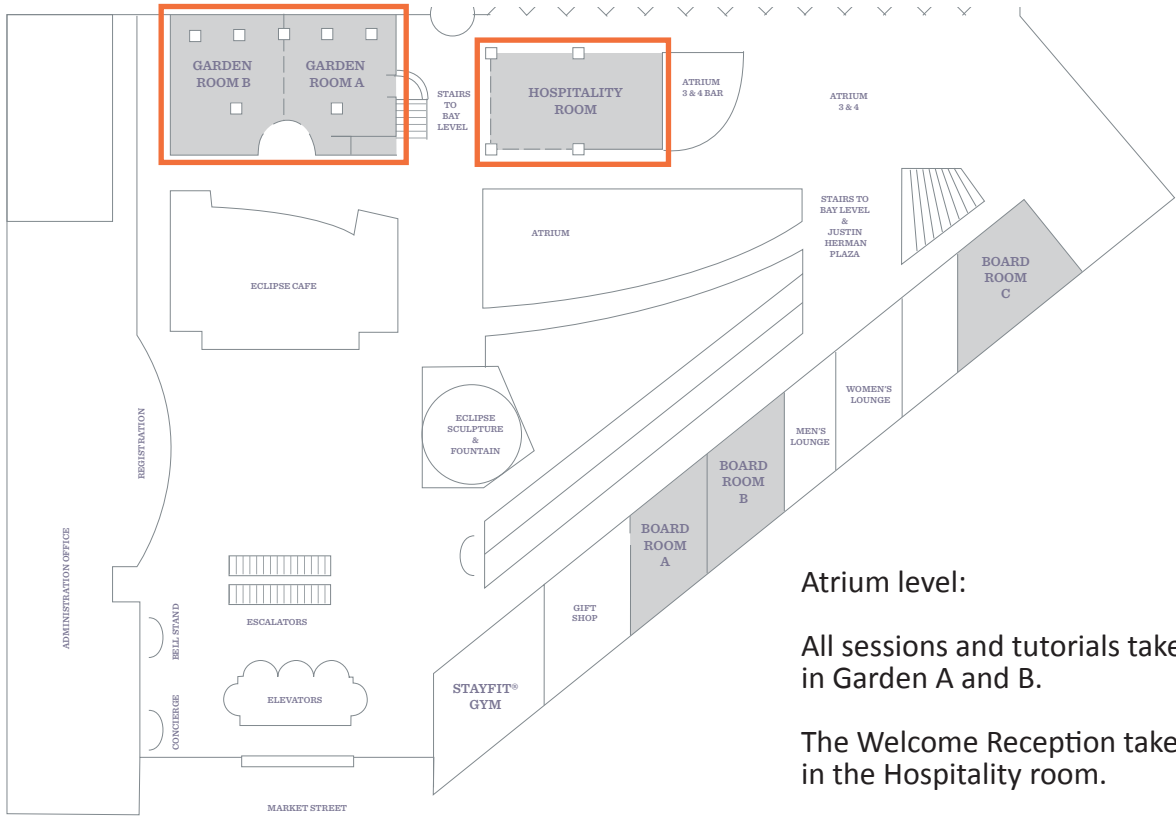 GARDEN
ROOM B
GARDEN
ROOM A
STAIRS
TO
BAY
LEVEL
HOSPITALITY
ROOM
ATRIUM
3 & 4 BAR
ATRIUM
3 & 4
ECLIPSE CAFE
ATRIUM
STAIRS TO
BAY LEVEL
&
JUSTIN
HERMAN
PLAZA
BOARD
ROOM
C
REGISTRATION
ECLIPSE
SCULPTURE
&
FOUNTAIN
WOMEN'S
LOUNGE
MEN'S
LOUNGE
BOARD
ROOM
B
BOARD
ROOM
A
ADMINISTRATION OFFICE
BELL STAND
ESCALATORS
GIFT
SHOP
CONCIERGE
ELEVATORS
STAYFIT®
GYM
MARKET STREET
Atrium level:
All sessions and tutorials take
in Garden A and B.
The Welcome Reception take
in the Hospitality room.